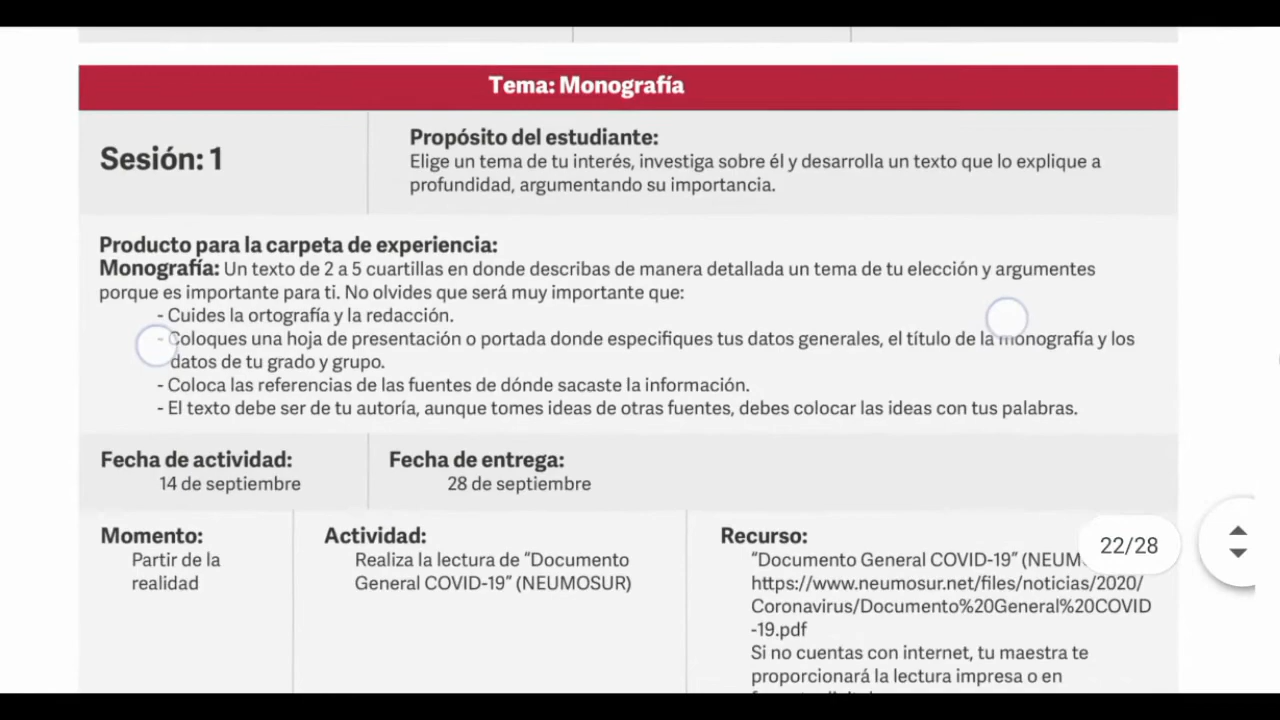 Tema: Monografía
Sesión: 1
Propósito del estudiante:
Elige un tema de tu interés, investiga sobre él y desarrolla un texto que lo explique a
profundidad, argumentando su importancia.
Producto para la carpeta de experiencia:
Monografía: Un texto de 2 a 5 cuartillas en donde describas de manera detallada un tema de tu elección y argumentes
porque es importante para ti. No olvides que será muy importante que:
- Cuides la ortografía y la redacción.
- Coloques una hoja de presentación o portada donde especifiques tus datos generales, el título de la monografía y los
datos de tu grado y grupo.
- Coloca las referencias de las fuentes de dónde sacaste la información.
- El texto debe ser de tu autoría, aunque tomes ideas de otras fuentes, debes colocar las ideas con tus palabras.
Fecha de actividad:
14 de septiembre
Fecha de entrega:
28 de septiembre
Momento:
Partir de la
realidad
Actividad:
Realiza la lectura de “Documento
General COVID-19” (NEUMOSUR)
Recurso:
“Documento General COVID-19”
https://www.neumosur.net/files/noticias/2020/
Coronavirus/Documento%20General%20COVID
-19.pdf
Si no cuentas con internet, tu maestra te
proporcionará la lectura impresa o en
22/28